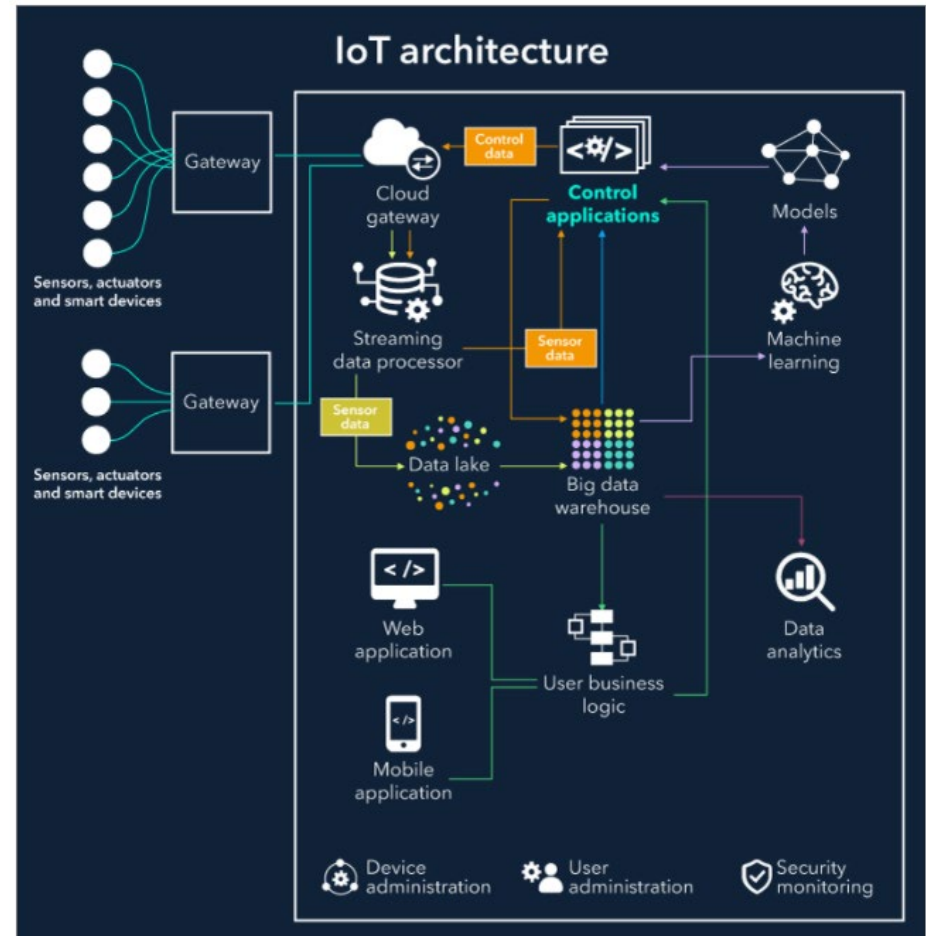 IoT architecture
Gateway
Sensors, actuators
and smart devices
Gateway
Sensors, actuators
and smart devices
Cloud
gateway
Control
data
</>
Control
applications
Models
Streaming
data processor
Sensor
data
Machine
learning
Sensor
data
Data lake
Big data
warehouse
</>
Web
application
User business
logic
Data
analytics
</>
Mobile
application
Device
administration
User
administration
Security
monitoring